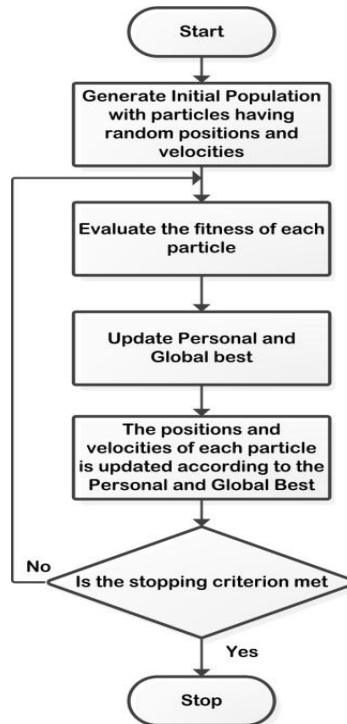 Start
Generate Initial Population
with particles having
random positions and
velocities
Evaluate the fitness of each
particle
Update Personal and
Global best
The positions and
velocities of each particle
is updated according to the
Personal and Global Best
No
Is the stopping criterion met
Yes
Stop